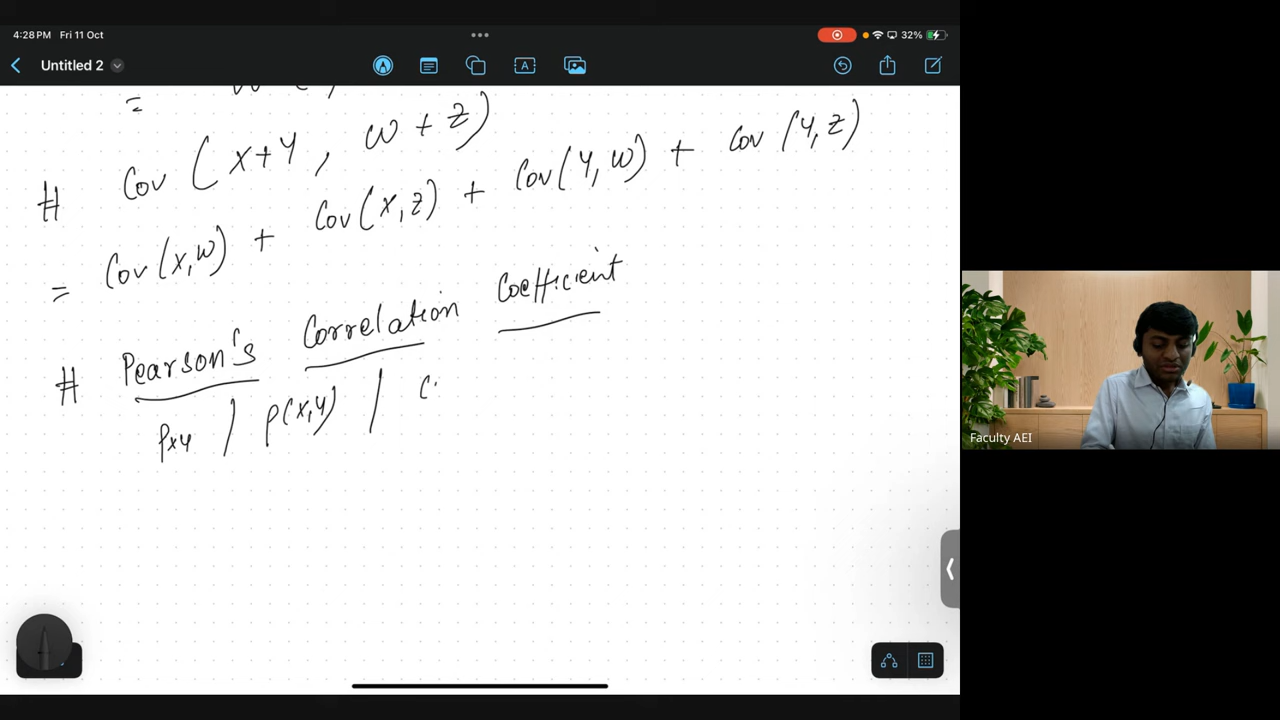 4:28 PM Fri 11 Oct
32%
Untitled 2
=
# Cov (X+Y, W+Z)
= Cov(X,W) + Cov(X,Z) + Cov(Y,W) + Cov(Y,Z)
# Pearson's Correlation Coefficient
ρxy / ρ(x,y) / C
Faculty AEI